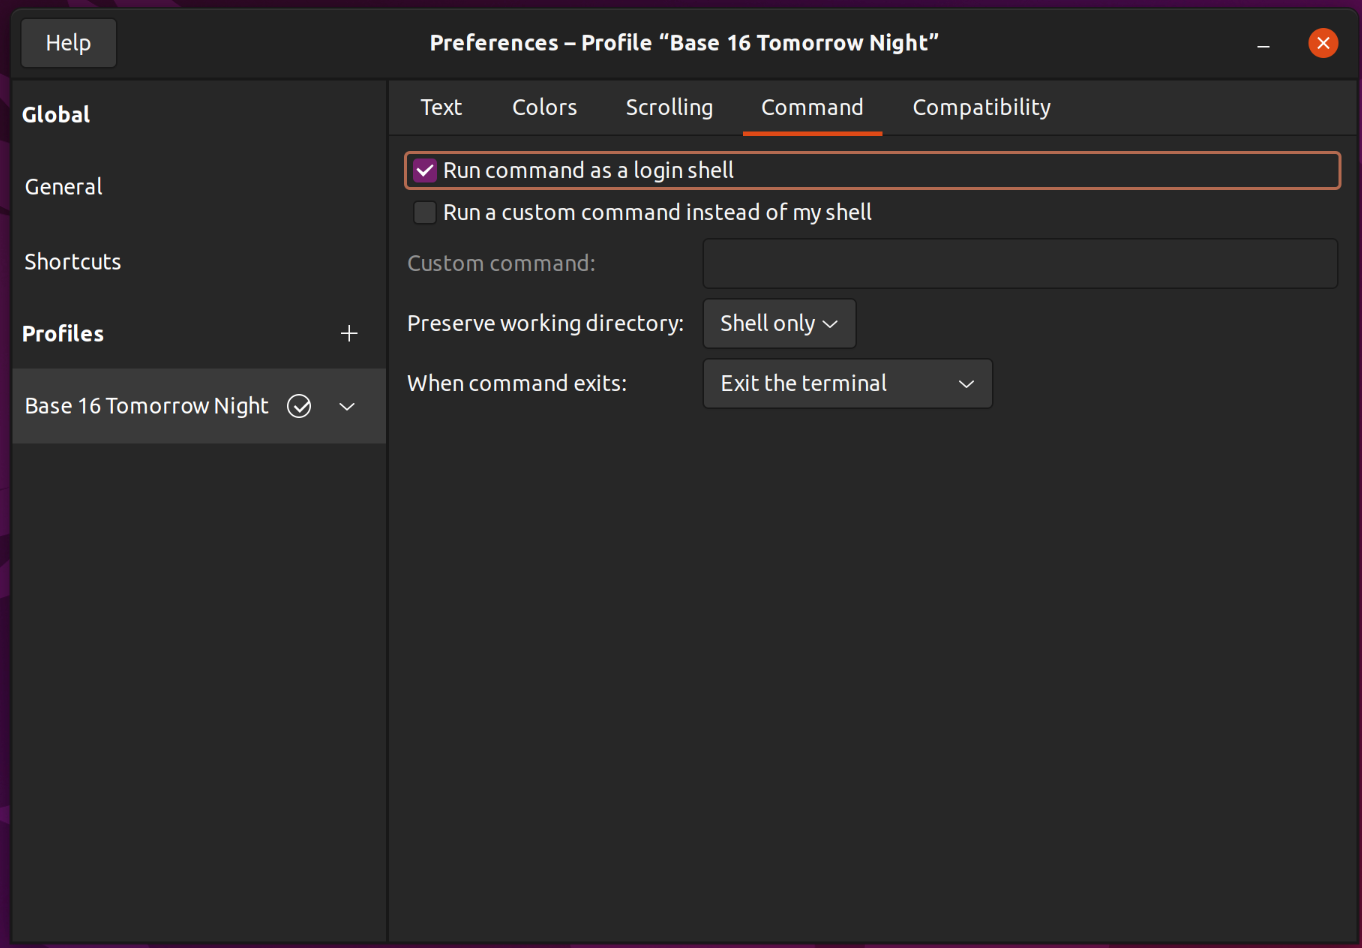 Help
Preferences – Profile “Base 16 Tomorrow Night”
Global
General
Shortcuts
Profiles
Base 16 Tomorrow Night
Text Colors Scrolling Command Compatibility
Run command as a login shell
Run a custom command instead of my shell
Custom command:
Preserve working directory: Shell only
When command exits: Exit the terminal